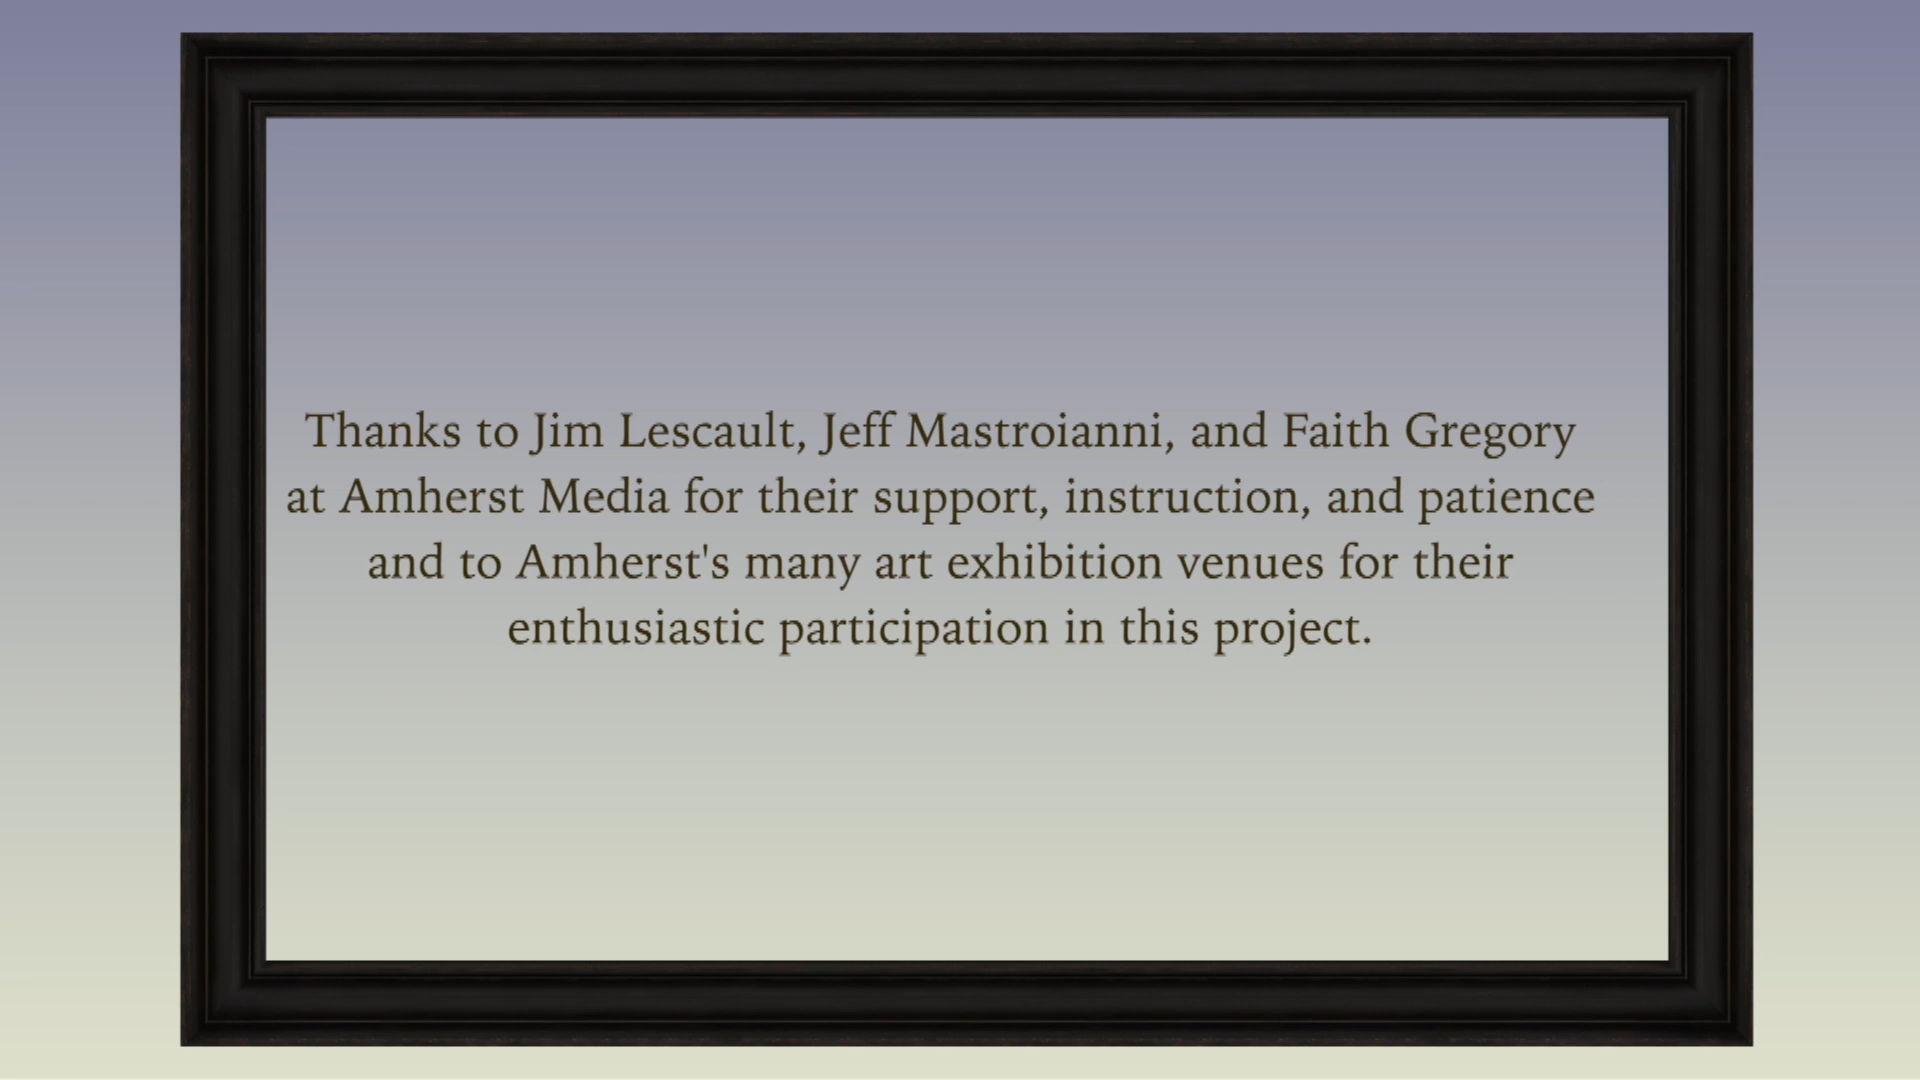 Thanks to Jim Lescault, Jeff Mastroianni, and Faith Gregory
at Amherst Media for their support, instruction, and patience
and to Amherst's many art exhibition venues for their
enthusiastic participation in this project.